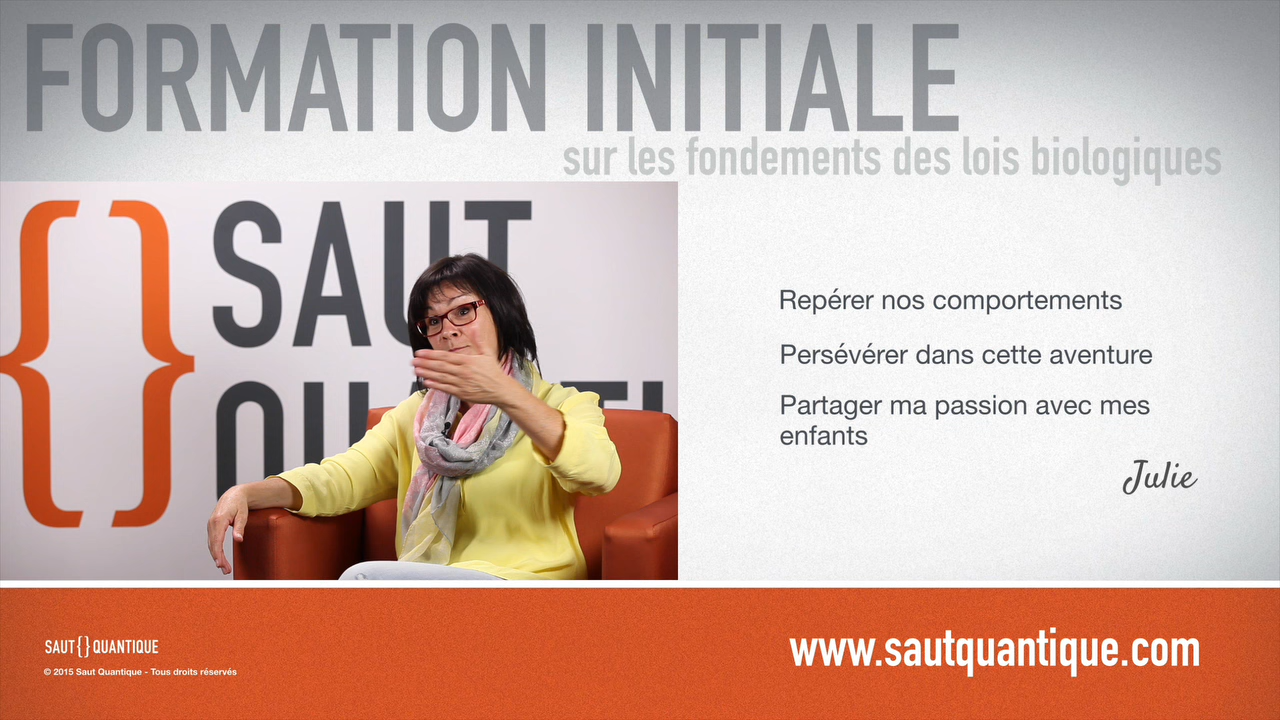 FORMATION INITIALE
sur les fondements des lois biologiques
SAUT
Repérer nos comportements
Persévérer dans cette aventure
Partager ma passion avec mes
enfants
Julie
SAUT{}QUANTIQUE
© 2015 Saut Quantique - Tous droits réservés
www.sautquantique.com